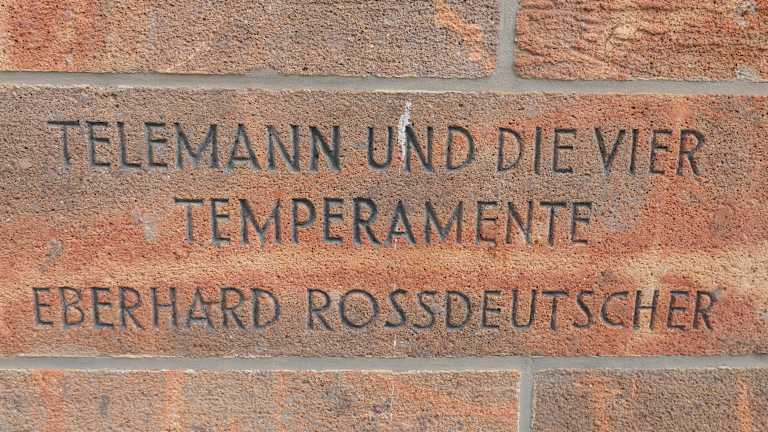 TELEMANN UND DIE VIER
TEMPERAMENTE
EBERHARD ROSSDEUTSCHER